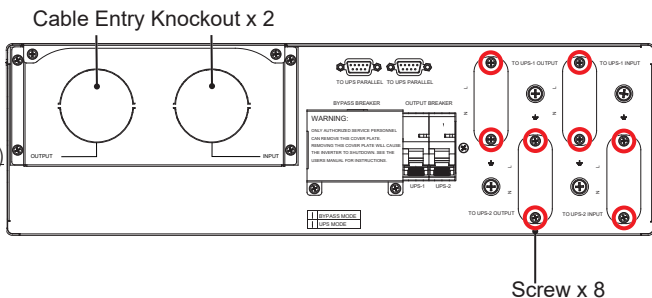 Cable Entry Knockout x 2
TO UPS PARALLEL TO UPS PARALLEL
TO UPS-1 OUTPUT
TO UPS-1 INPUT
L
N
L
N
BYPASS BREAKER
OUTPUT BREAKER
WARNING:
ONLY AUTHORIZED SERVICE PERSONNEL
CAN REMOVE THIS COVER PLATE.
REMOVING THIS COVER PLATE WILL CAUSE
THE INVERTER TO SHUTDOWN. SEE THE
USERS MANUAL FOR INSTRUCTIONS.
OUTPUT
INPUT
UPS-1
UPS-2
L
N
L
N
TO UPS-2 OUTPUT
TO UPS-2 INPUT
BYPASS MODE
UPS MODE
Screw x 8